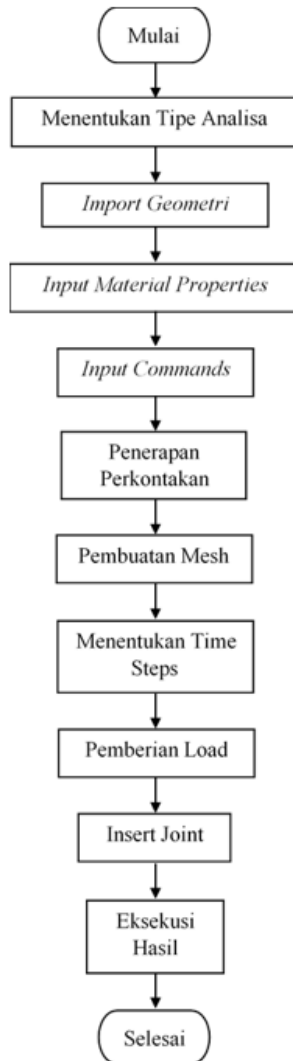 Mulai
Menentukan Tipe Analisa
Import Geometri
Input Material Properties
Input Commands
Penerapan
Perkontakan
Pembuatan Mesh
Menentukan Time
Steps
Pemberian Load
Insert Joint
Eksekusi
Hasil
Selesai